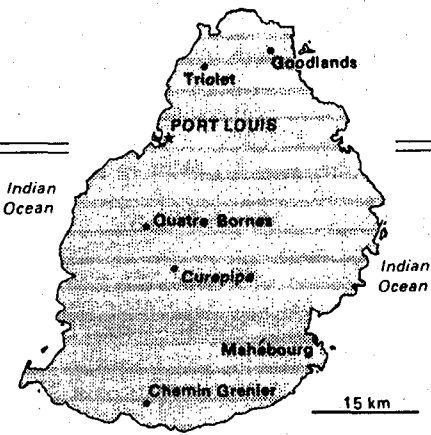 Goodlands
Triolet
PORT LOUIS
Indian
Ocean
Quatre Bornes
Curepipe
Indian
Ocean
Mahébourg
Chemin Grenier
15 km